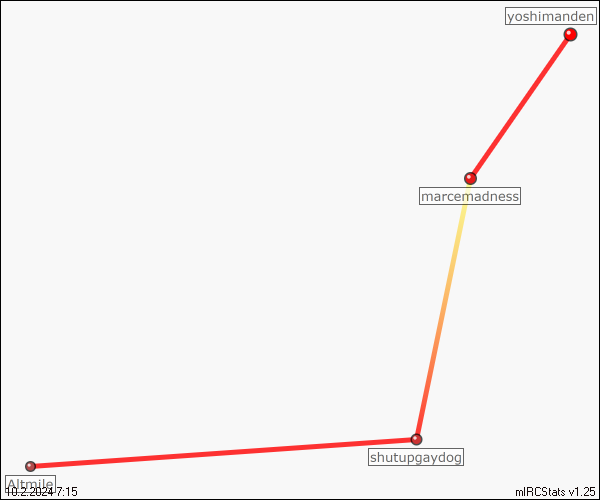 yoshimanden
marcemadness
shutupgaydog
Altmile
10.2.2024 7:15
mIRCStats v1.25